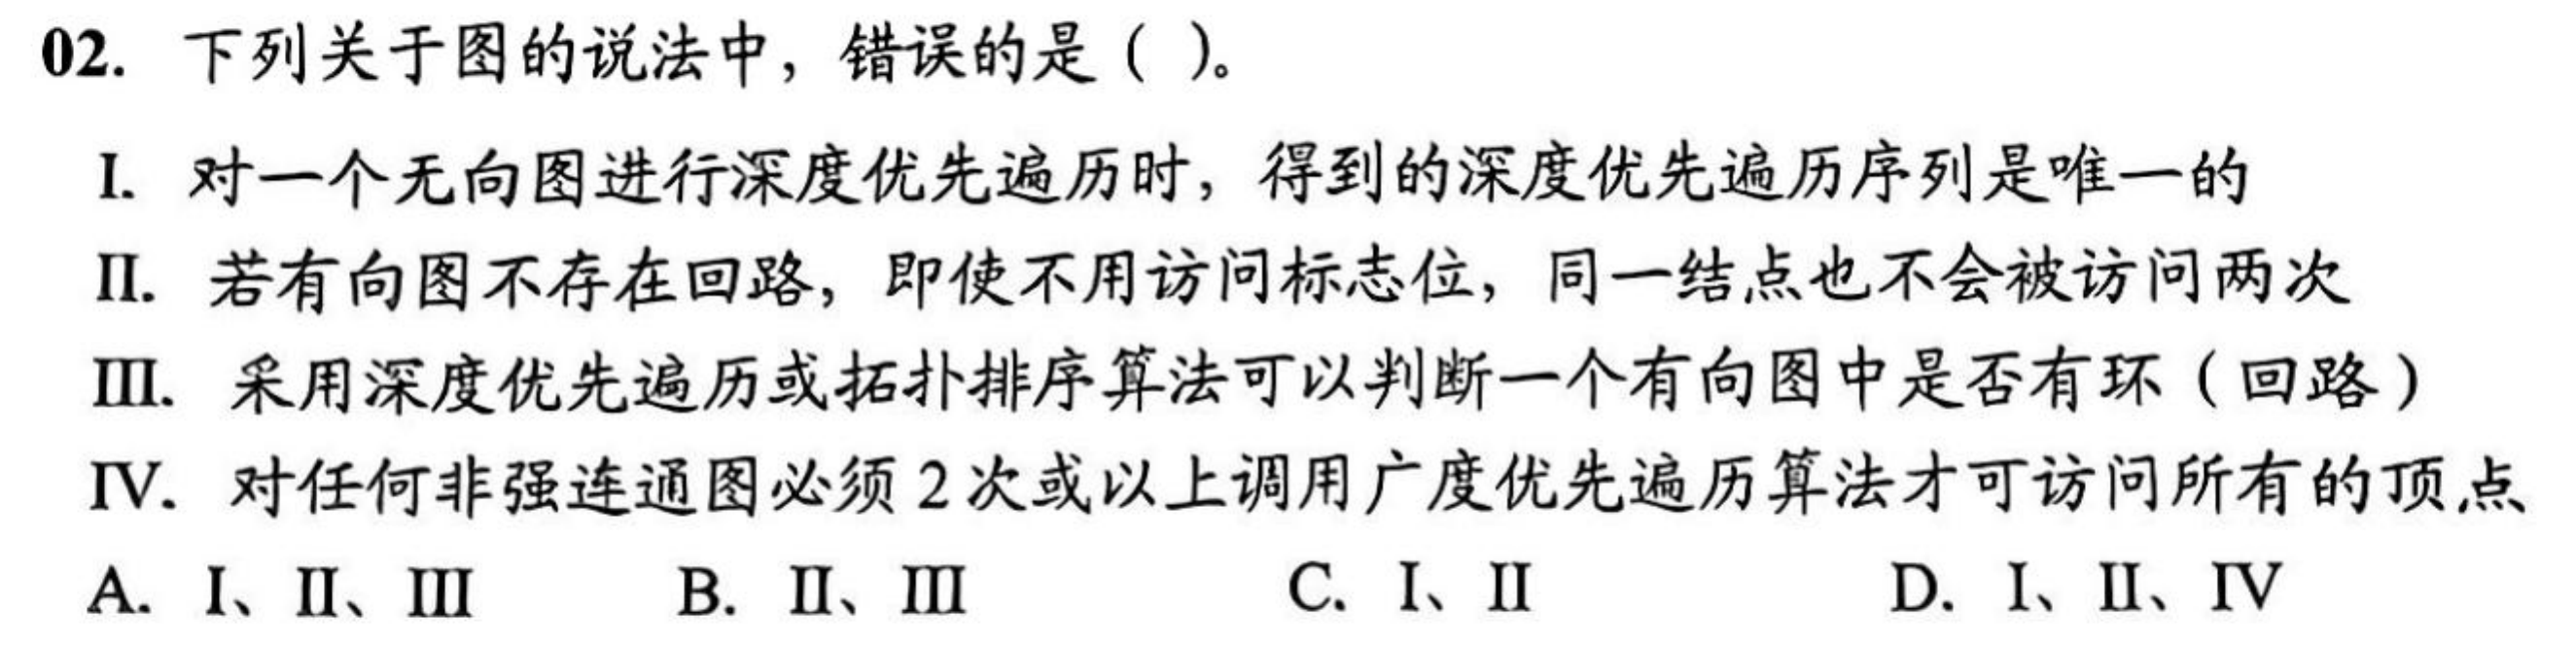 02. 下列关于图的说法中，错误的是（ ）。
I. 对一个无向图进行深度优先遍历时，得到的深度优先遍历序列是唯一的
II. 若有向图不存在回路，即使不用访问标志位，同一结点也不会被访问两次
III. 采用深度优先遍历或拓扑排序算法可以判断一个有向图中是否有环（回路）
IV. 对任何非强连通图必须2次或以上调用广度优先遍历算法才可访问所有的顶点
A. I、II、III B. II、III C. I、II D. I、II、IV